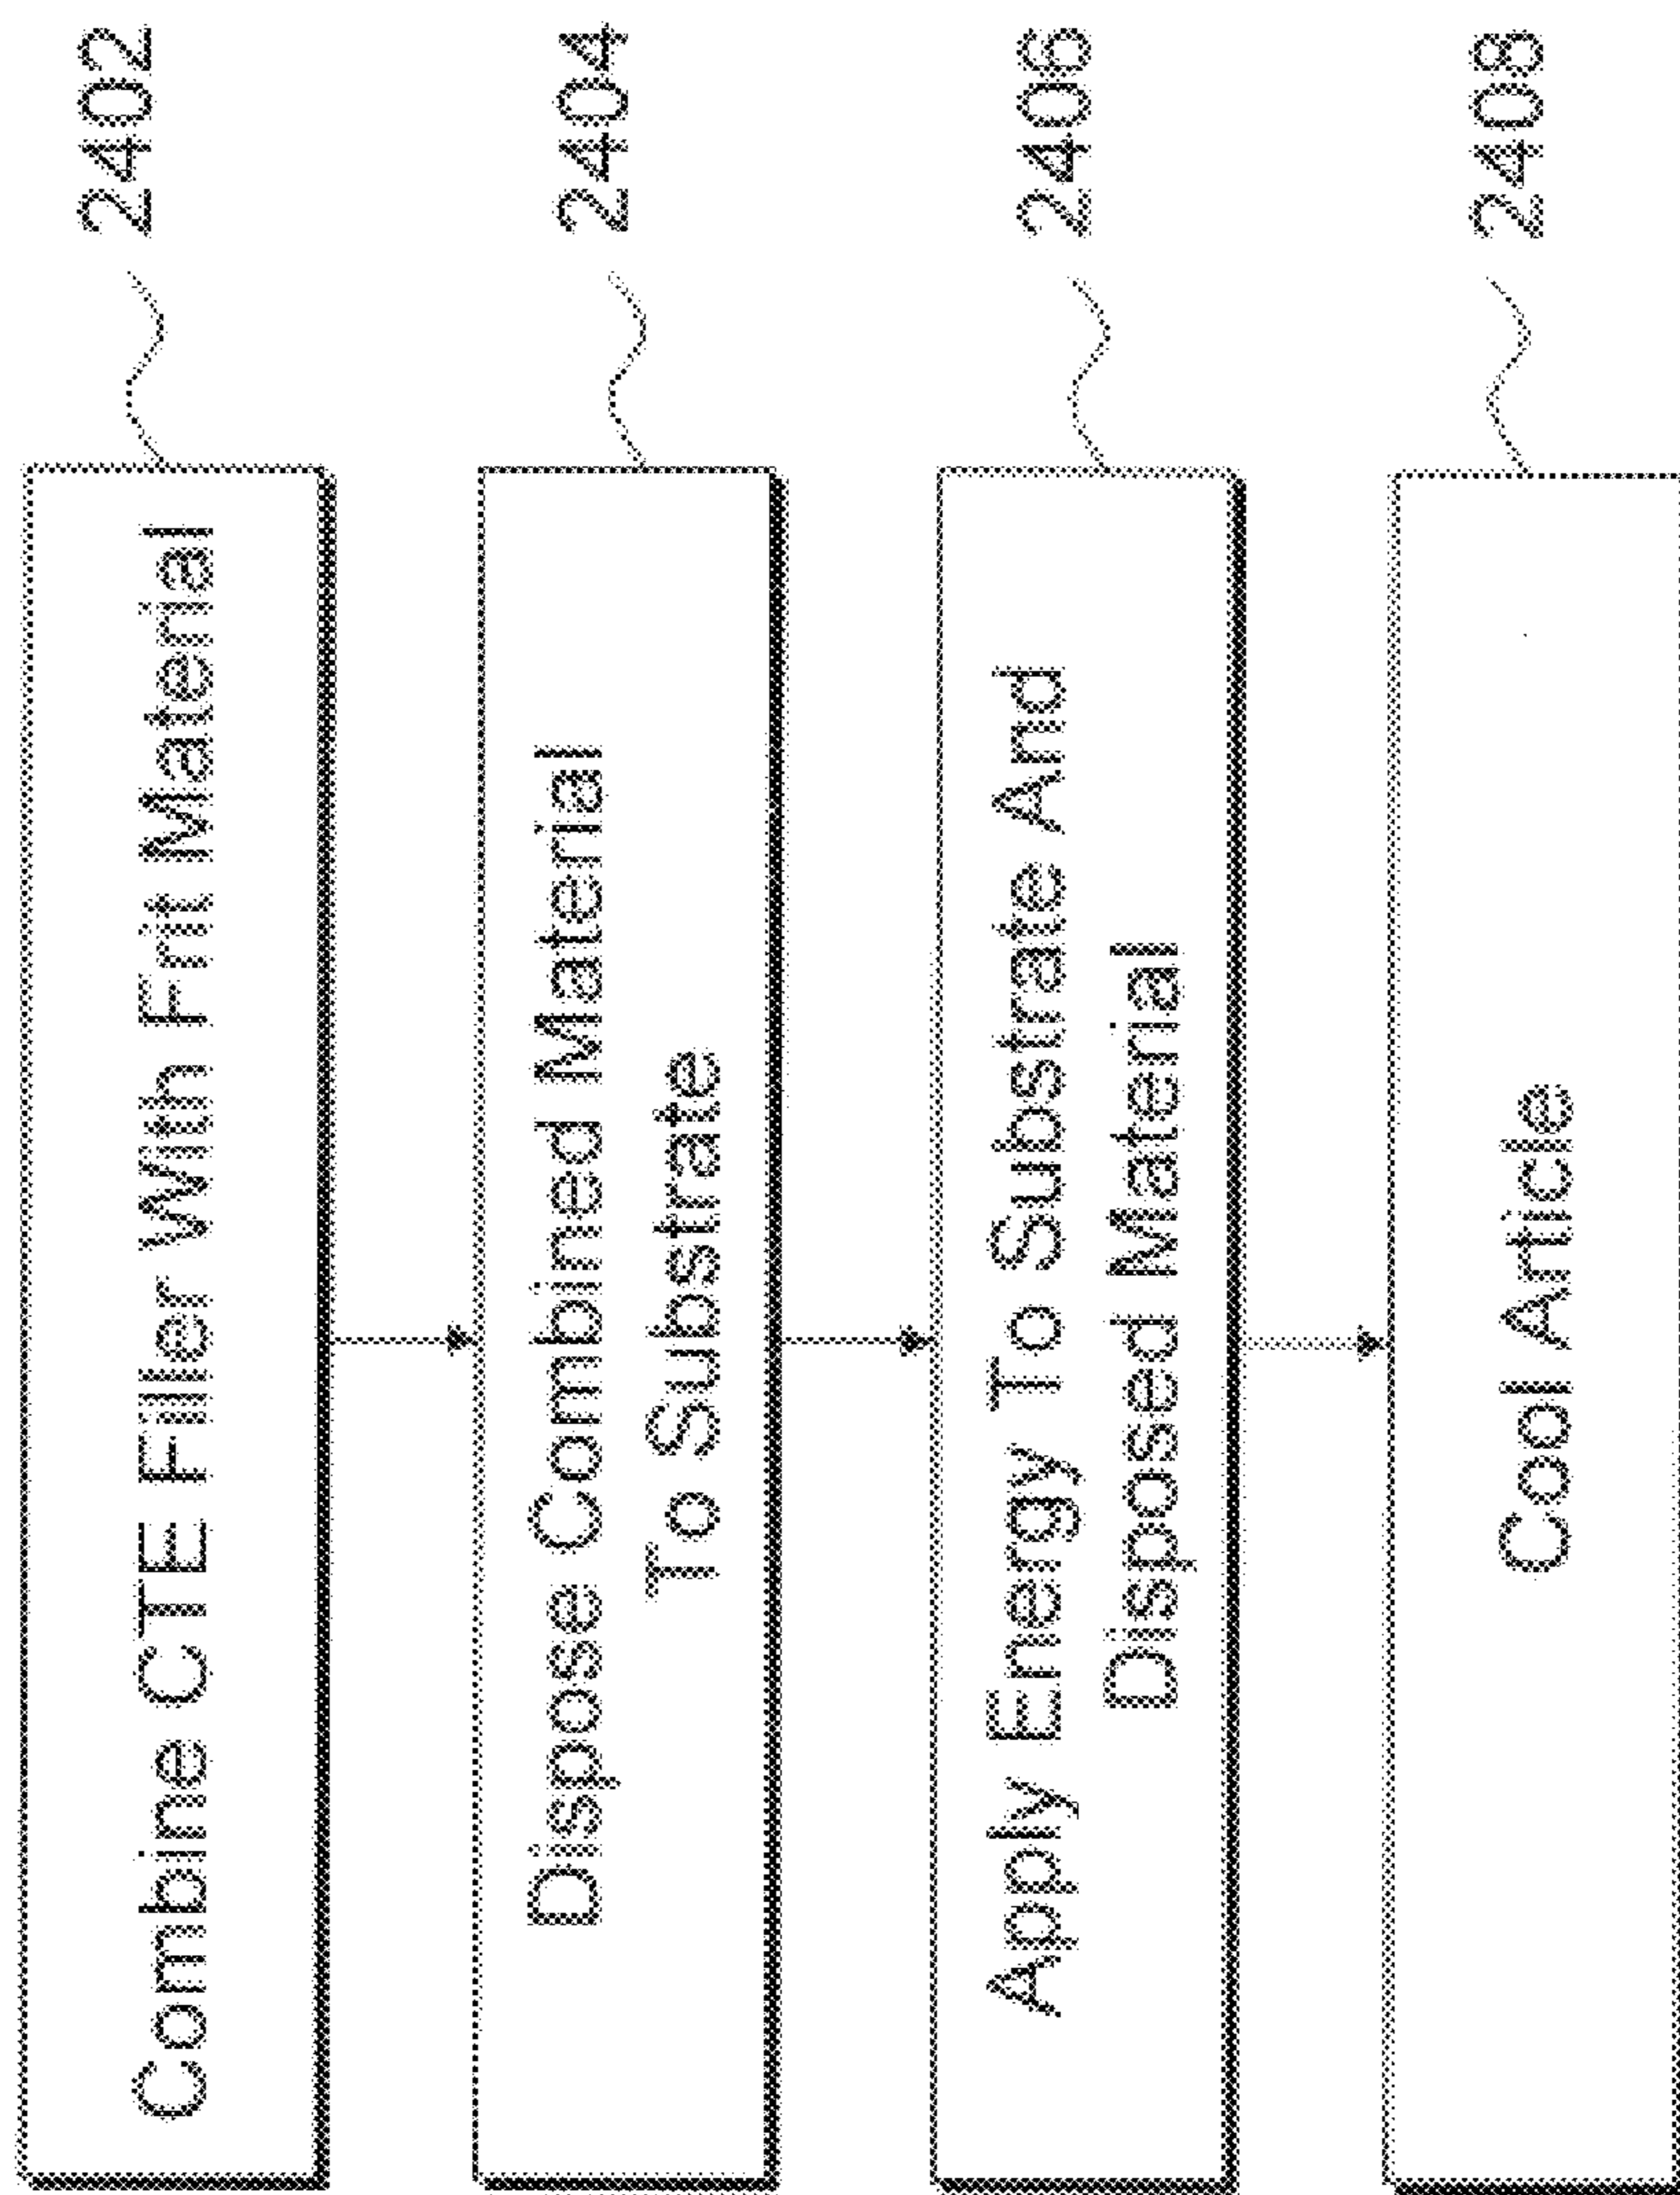 Combine CTE Filler With Frit Material
2402
Dispose Combined Material
To Substrate
2404
Apply Energy To Substrate And
Disposed Material
2406
Cool Article
2408